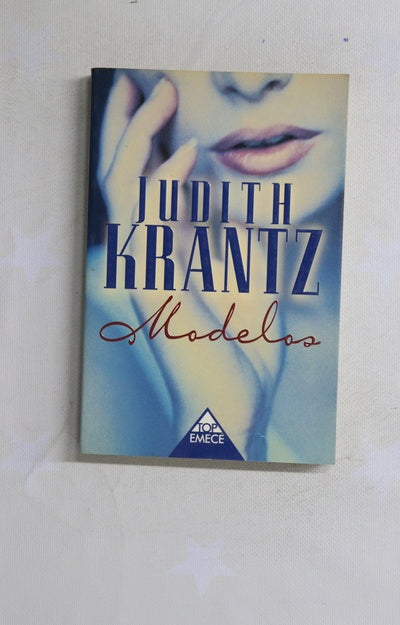 JUDITH
KRANTZ
Modelos
TOP
EMECE